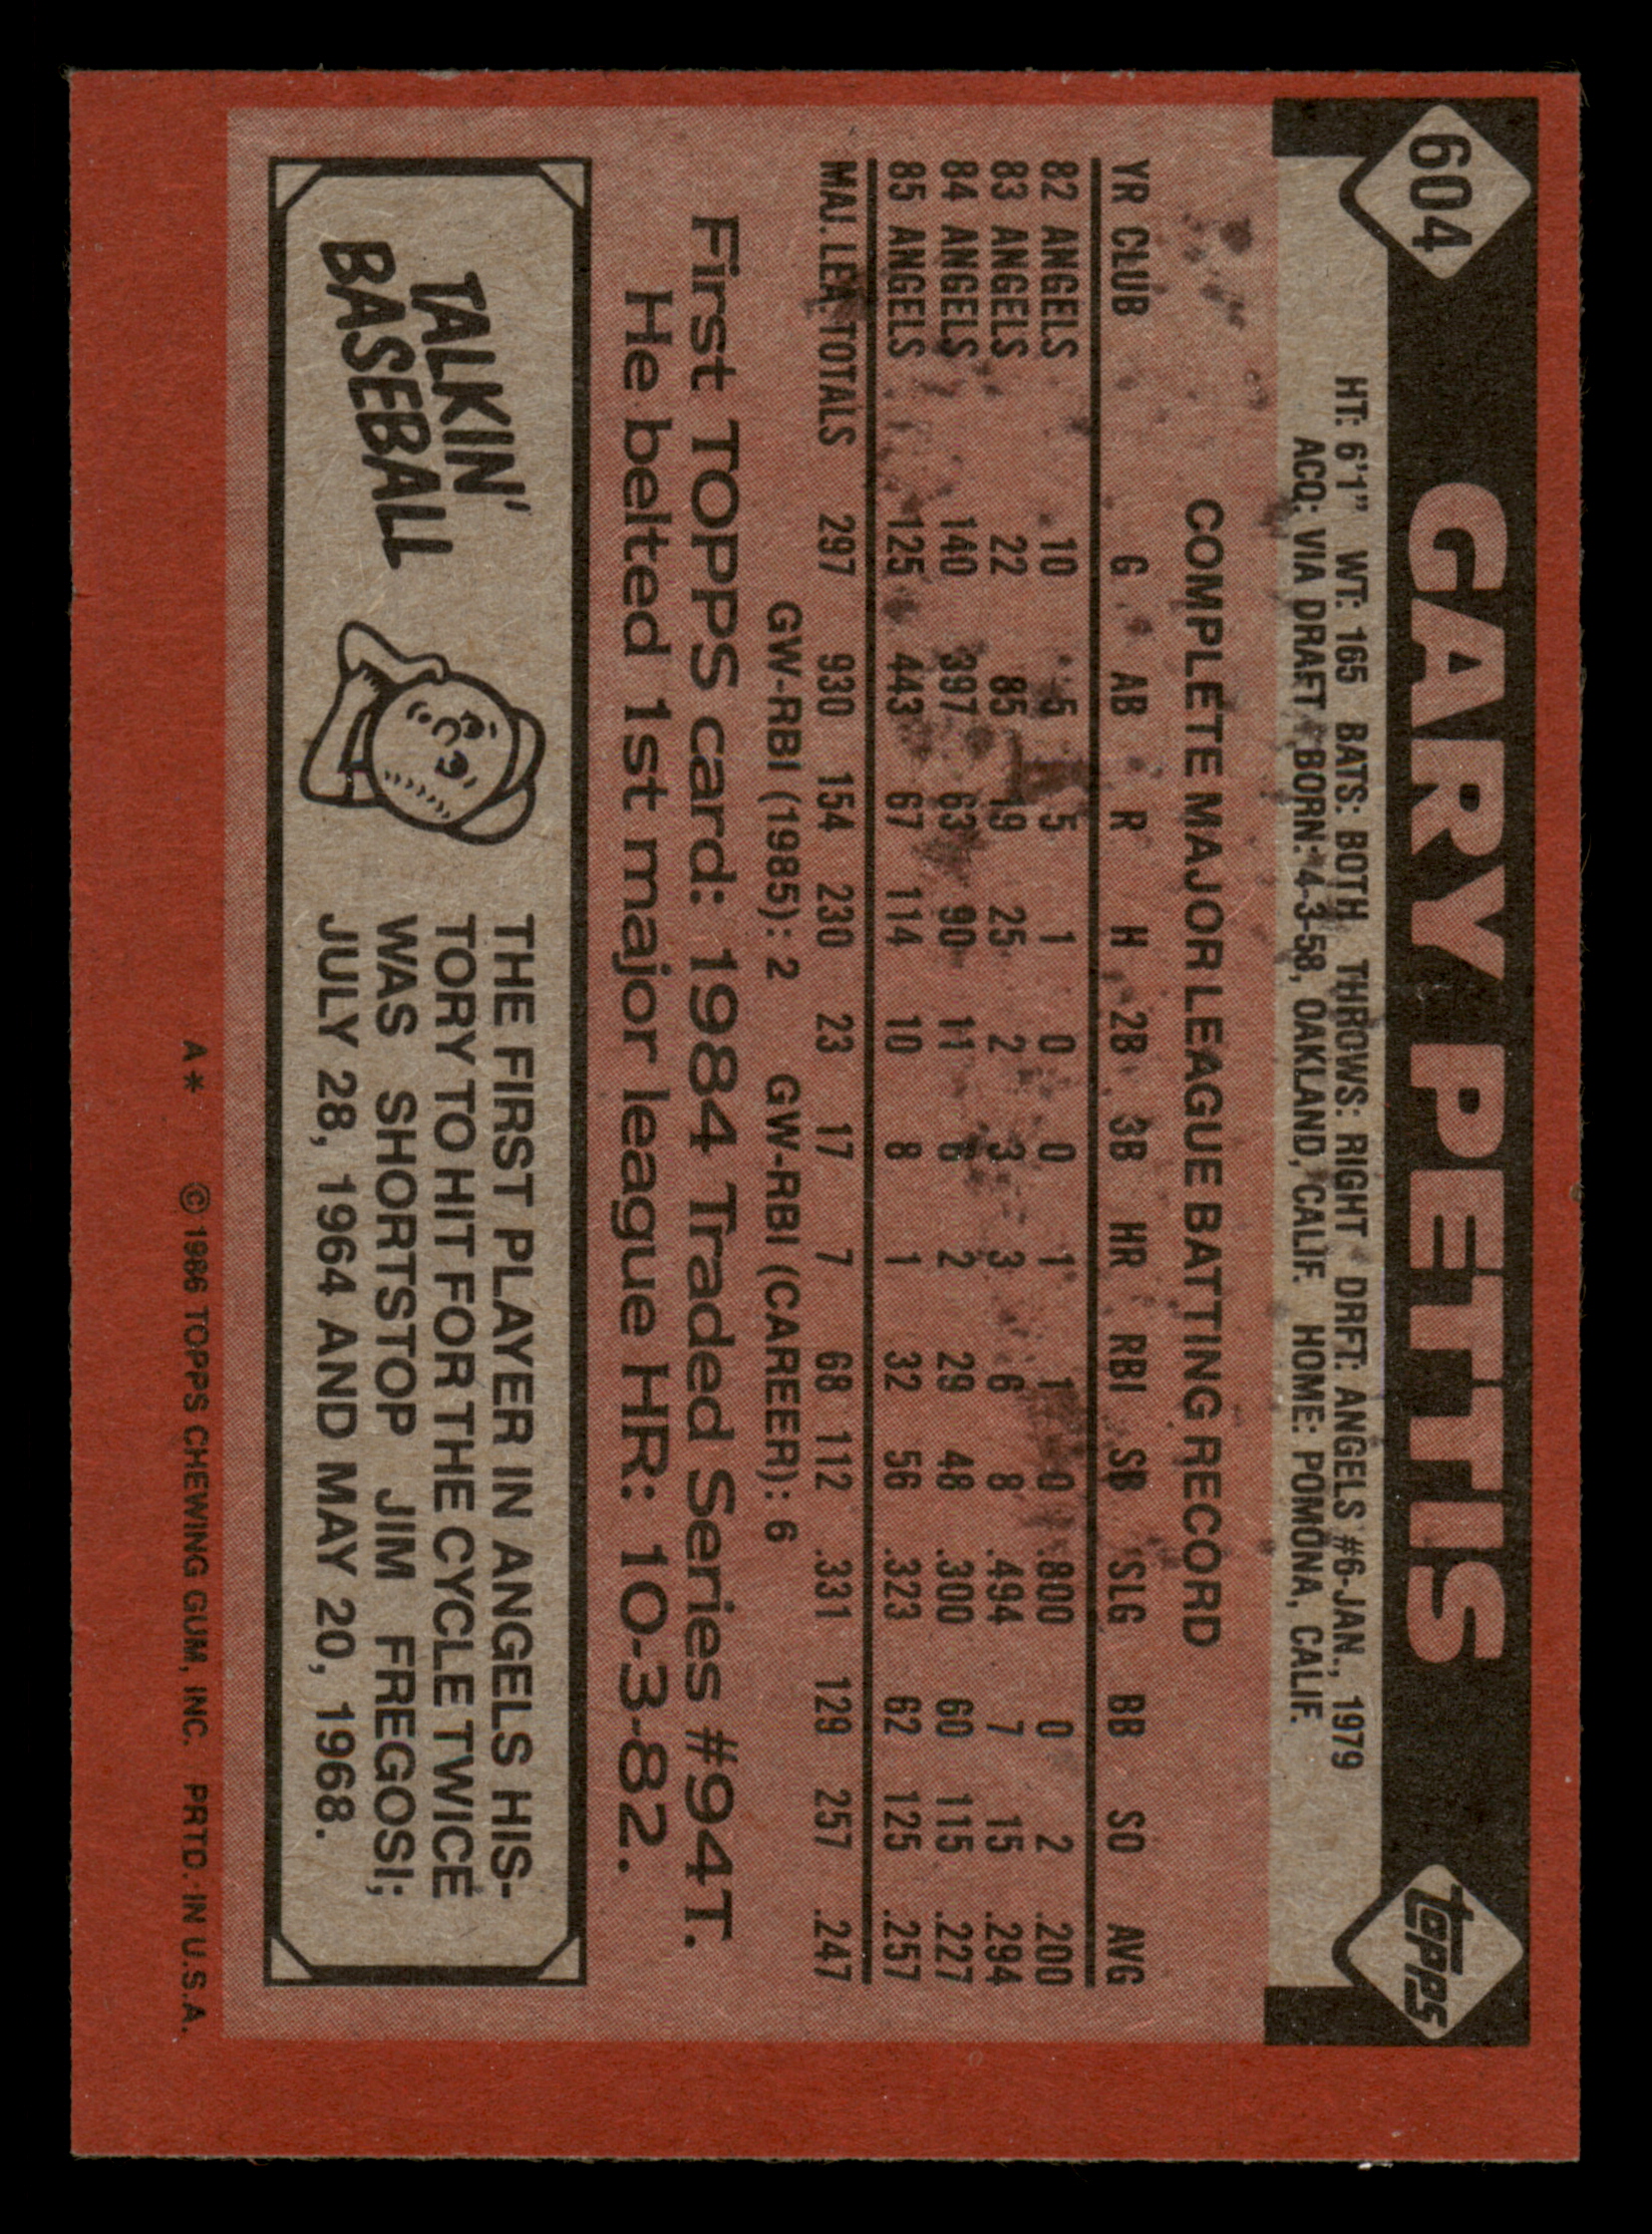 604
GARY PETTIS
topps
HT: 6'1" WT: 165 BATS: BOTH THROWS: RIGHT DRFT: ANGELS #6-JAN., 1979
ACQ: VIA DRAFT BORN: 4-3-58, OAKLAND, CALIF. HOME: POMONA, CALIF.
COMPLETE MAJOR LEAGUE BATTING RECORD
YR CLUB G AB R H 2B 3B HR RBI SB SLG BB SO AVG
82 ANGELS 10 5 5 1 0 0 1 1 0 .800 0 2 .200
83 ANGELS 22 85 19 25 2 3 3 6 8 .494 7 15 .294
84 ANGELS 140 397 63 90 11 6 2 29 48 .300 60 115 .227
85 ANGELS 125 443 67 114 10 8 1 32 56 .323 62 125 .257
MAJ. LEA. TOTALS 297 930 154 230 23 17 7 68 112 .331 129 257 .247
GW-RBI (1985): 2 GW-RBI (CAREER): 6
First TOPPS card: 1984 Traded Series #94T.
He belted 1st major league HR: 10-3-82.
TALKIN'
BASEBALL
THE FIRST PLAYER IN ANGELS HIS-
TORY TO HIT FOR THE CYCLE TWICE
WAS SHORTSTOP JIM FREGOSI;
JULY 28, 1964 AND MAY 20, 1968.
A* ©1986 TOPPS CHEWING GUM, INC. PRTD. IN U.S.A.